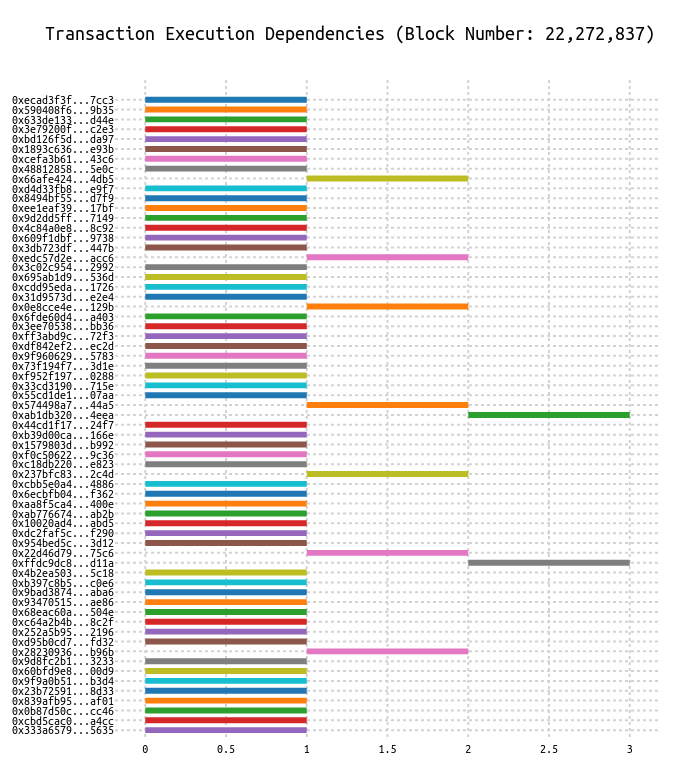 Transaction Execution Dependencies (Block Number: 22,272,837)
0xecad3f3f...7cc3
0x590408f6...9b35
0x633de133...d44e
0x3e79200f...c2e3
0xbd126f5d...da97
0x1893c636...e93b
0xcefa3b61...43c6
0x48812858...5e0c
0x66afe424...4db5
0xd4d33fb8...e9f7
0x8494bf55...d7f9
0xee1eaf39...17bf
0x9d2dd5ff...7149
0x4c84a0e8...8c92
0x609f1dbf...9738
0x3db723df...447b
0xedc57d2e...acc6
0x3c02c954...2992
0x695ab1d9...536d
0xcdd95eda...1726
0x31d9573d...e2e4
0x0e8cce4e...129b
0x6fde60d4...a403
0x3ee70538...bb36
0xff3abd9c...72f3
0xdf842ef2...ec2d
0x9f960629...5783
0x73f194f7...3d1e
0xf952f197...0288
0x33cd3190...715e
0x55cd1de1...07aa
0x574498a7...44a5
0xab1db320...4eea
0x44cd1f17...24f7
0xb39d00ca...166e
0x1579803d...b992
0xf0c50622...9c36
0xc18db220...e823
0x237bfc83...2c4d
0xcbb5e0a4...4886
0x6ecbfb04...f362
0xaa8f5ca4...400e
0xab776674...ab2b
0x10020ad4...abd5
0xdc2faf5c...f290
0x954bed5c...3d12
0x22d46d79...75c6
0xffdc9dc8...d11a
0x4b2ea503...5c18
0xb397c8b5...c0e6
0x9bad3874...aba6
0x93470515...ae86
0x68eac60a...504e
0xc64a2b4b...8c2f
0x252a5b95...2196
0xd95b0cd7...fd32
0x28230936...b96b
0x9d8fc2b1...3233
0x60bfd9e8...00d9
0x9f9a0b51...b3d4
0x23b72591...8d33
0x839afb95...af01
0x0b87d50c...cc46
0xcbd5cac0...a4cc
0x333a6579...5635
0 0.5 1 1.5 2 2.5 3